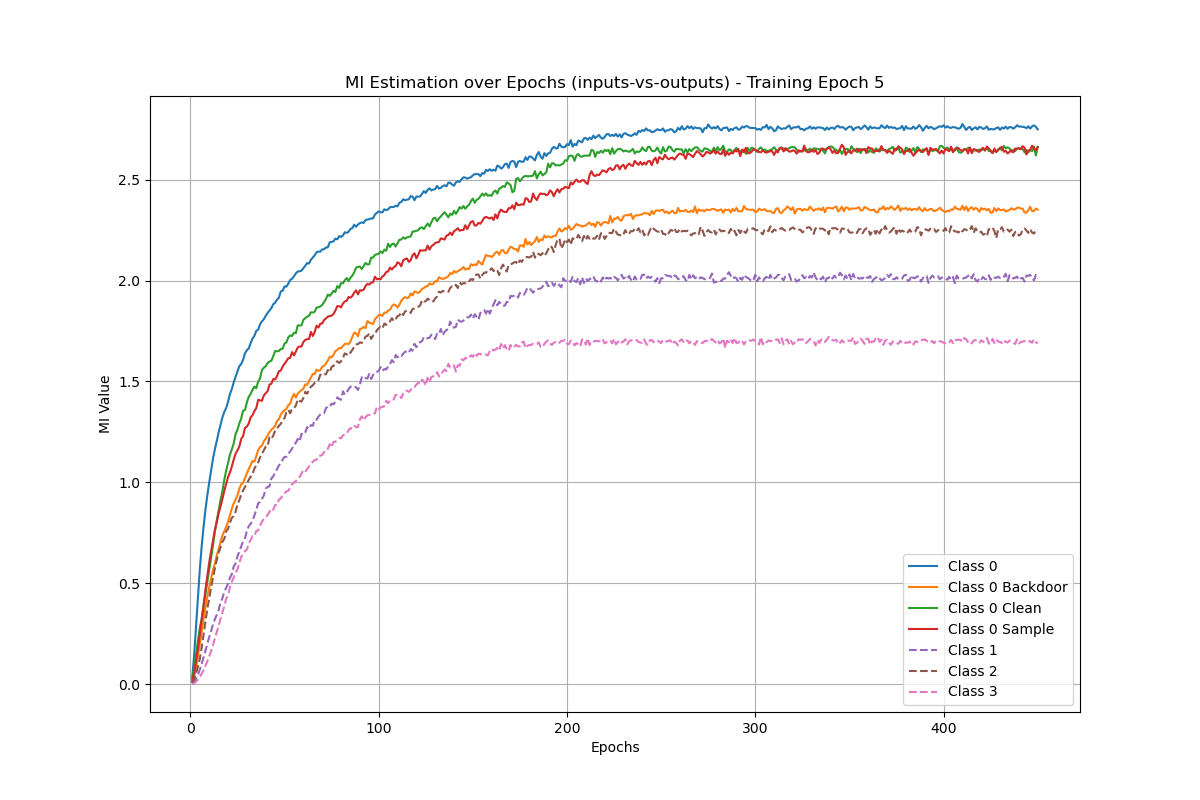 MI Estimation over Epochs (inputs-vs-outputs) - Training Epoch 5
MI Value
2.5
2.0
1.5
1.0
0.5
0.0
0
100
200
300
400
Epochs
Class 0
Class 0 Backdoor
Class 0 Clean
Class 0 Sample
Class 1
Class 2
Class 3